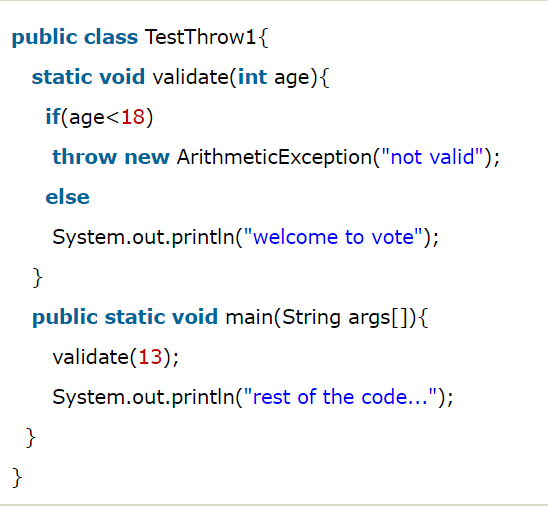 public class TestThrow1{
static void validate(int age){
if(age<18)
throw new ArithmeticException("not valid");
else
System.out.println("welcome to vote");
}
public static void main(String args[]){
validate(13);
System.out.println("rest of the code...");
}
}